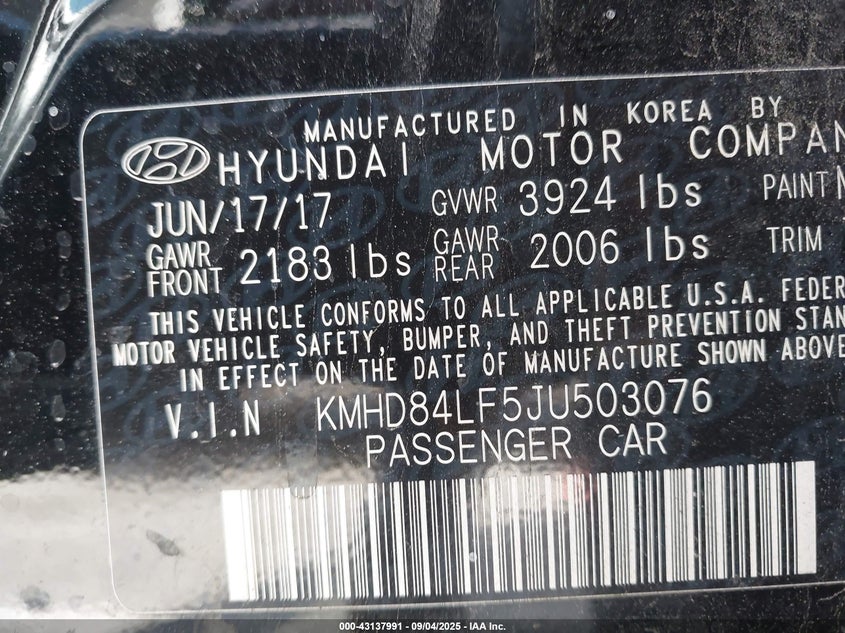 MANUFACTURED IN KOREA BY
HYUNDAI MOTOR COMPAN
JUN/17/17 GVWR 3924 lbs PAINT
GAWR FRONT 2183 lbs GAWR REAR 2006 lbs TRIM
THIS VEHICLE CONFORMS TO ALL APPLICABLE U.S.A. FEDER
MOTOR VEHICLE SAFETY, BUMPER, AND THEFT PREVENTION STAN
IN EFFECT ON THE DATE OF MANUFACTURE SHOWN ABOVE
V.I.N KMHD84LF5JU503076
PASSENGER CAR
000-43137991 - 09/04/2025 - IAA Inc.